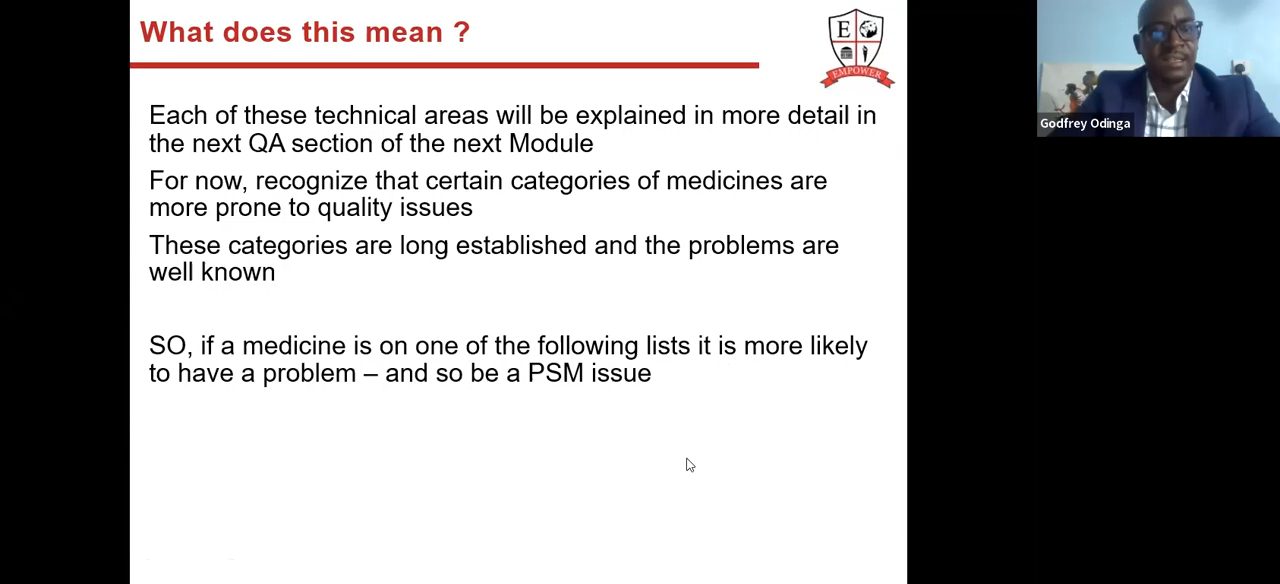 What does this mean ?
E
EMPOWER
Godfrey Odinga
Each of these technical areas will be explained in more detail in
the next QA section of the next Module
For now, recognize that certain categories of medicines are
more prone to quality issues
These categories are long established and the problems are
well known
SO, if a medicine is on one of the following lists it is more likely
to have a problem – and so be a PSM issue